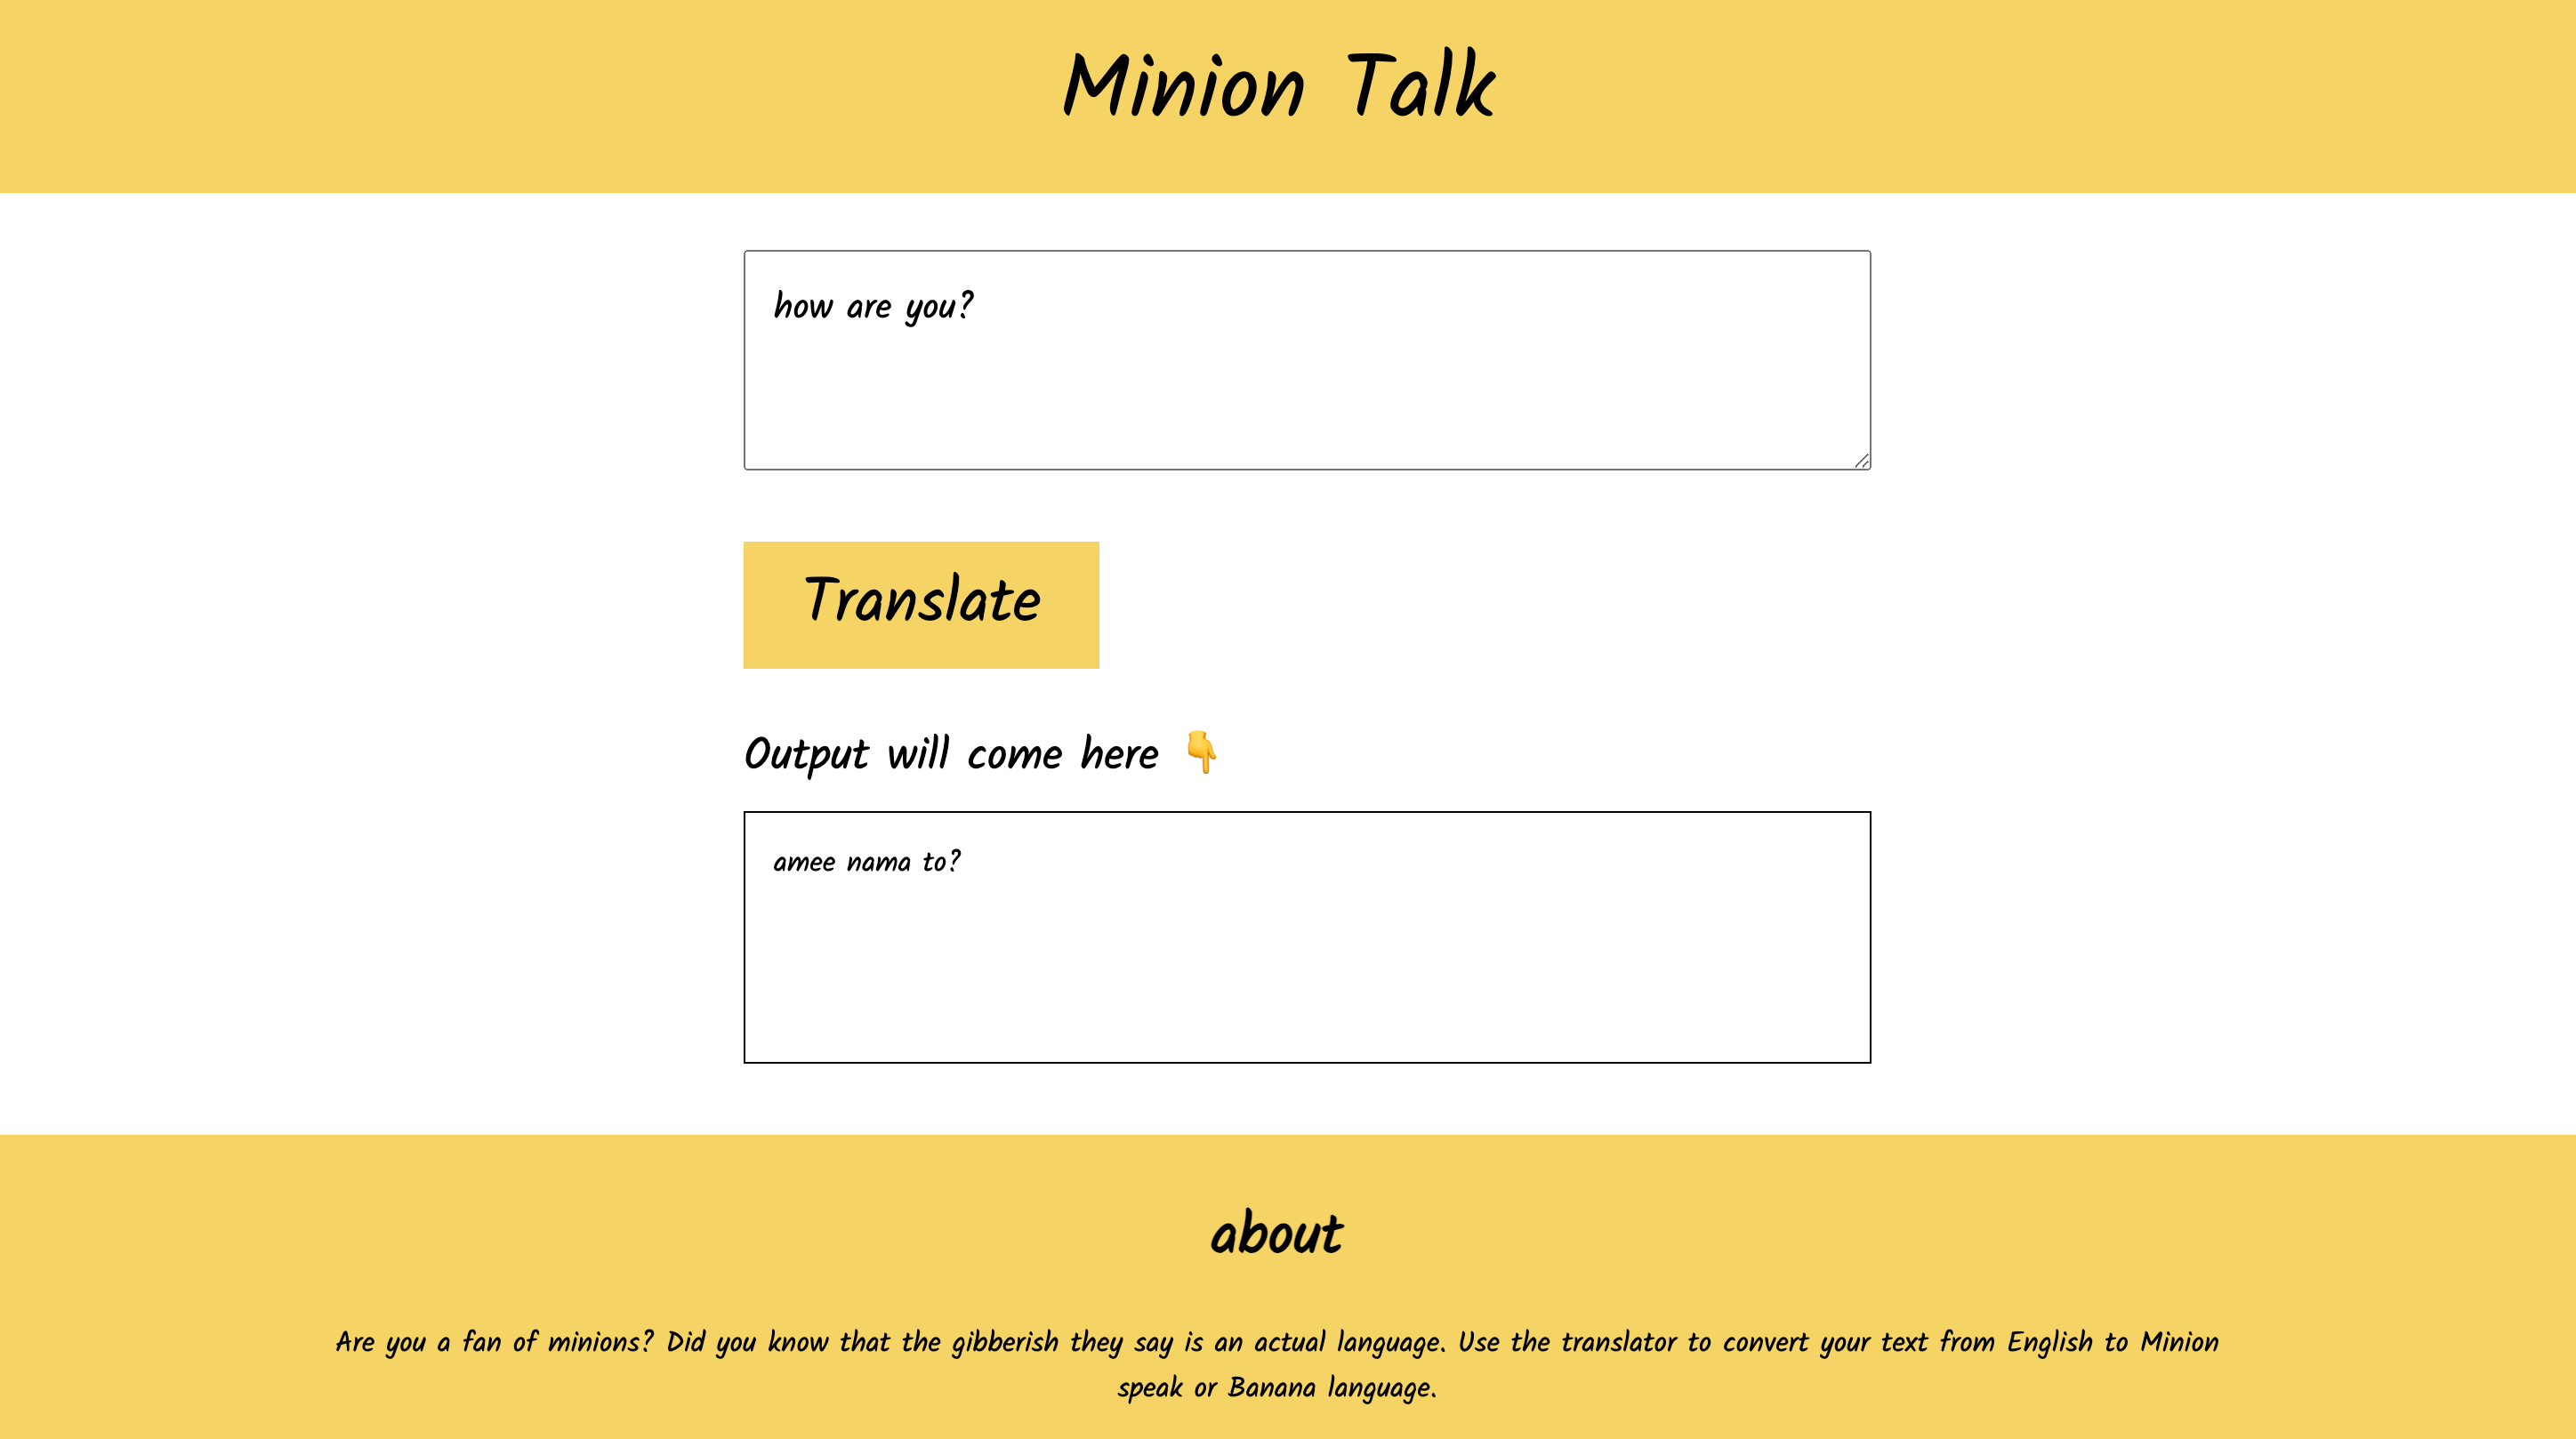 Minion Talk
how are you?
Translate
Output will come here 👇
amee nama to?
about
Are you a fan of minions? Did you know that the gibberish they say is an actual language. Use the translator to convert your text from English to Minion
speak or Banana language.